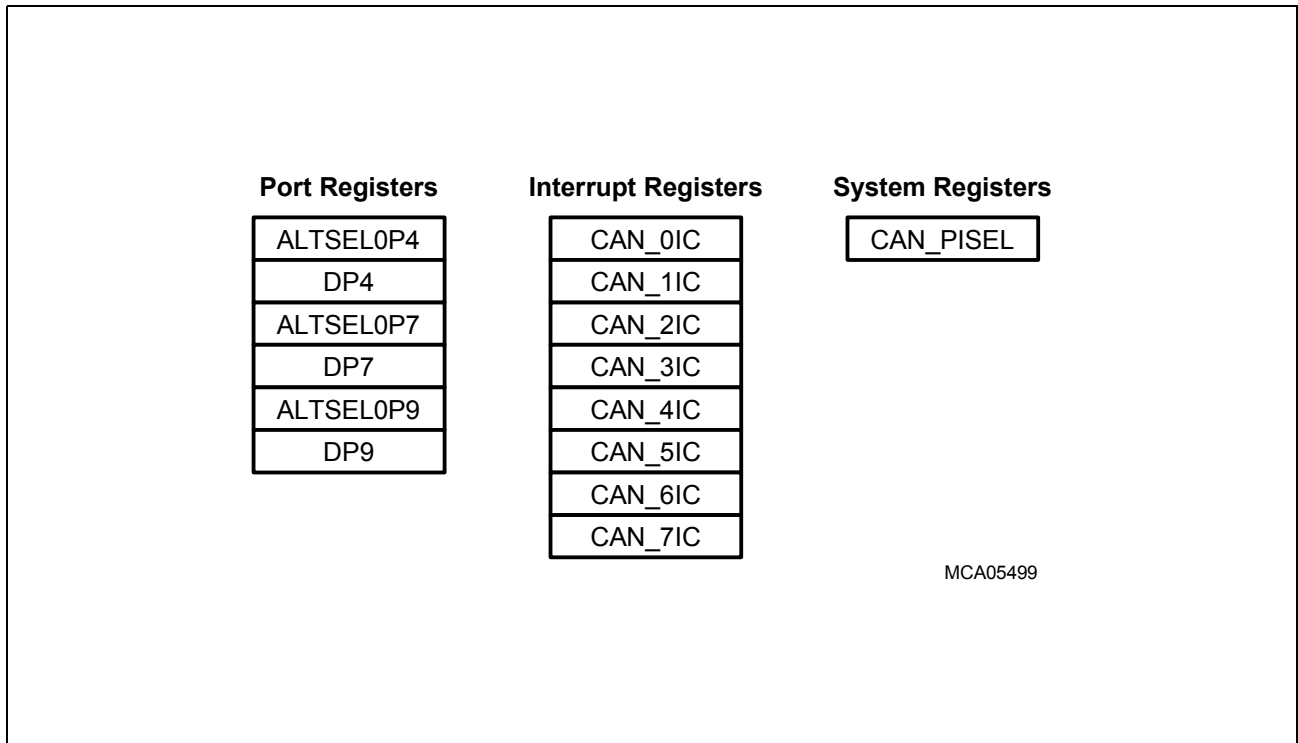 Port Registers
ALTSEL0P4
DP4
ALTSEL0P7
DP7
ALTSEL0P9
DP9
Interrupt Registers
CAN_0IC
CAN_1IC
CAN_2IC
CAN_3IC
CAN_4IC
CAN_5IC
CAN_6IC
CAN_7IC
System Registers
CAN_PISEL
MCA05499